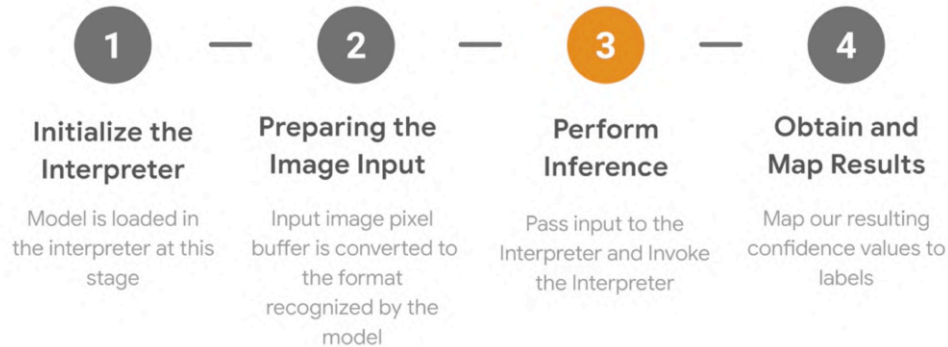 1
2
3
4
Initialize the
Interpreter
Model is loaded in
the interpreter at this
stage
Preparing the
Image Input
Input image pixel
buffer is converted to
the format
recognized by the
model
Perform
Inference
Pass input to the
Interpreter and Invoke
the Interpreter
Obtain and
Map Results
Map our resulting
confidence values to
labels